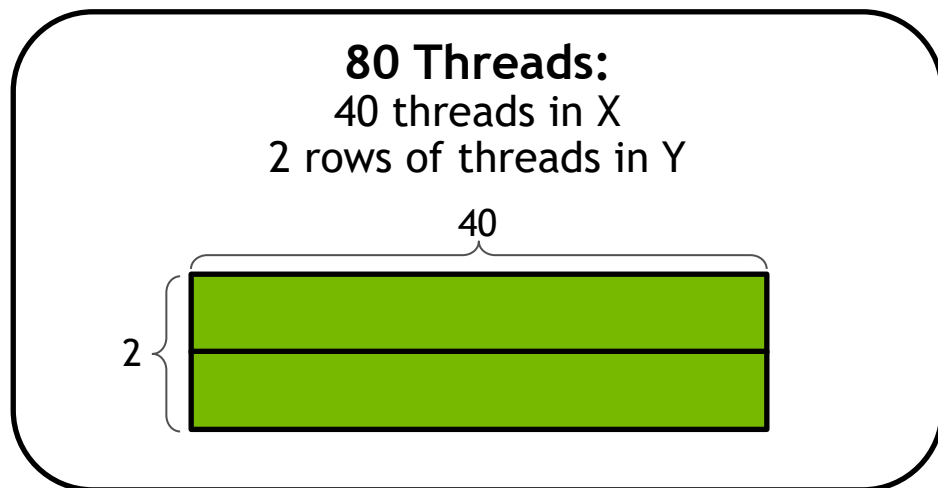 80 Threads:
40 threads in X
2 rows of threads in Y
40
2